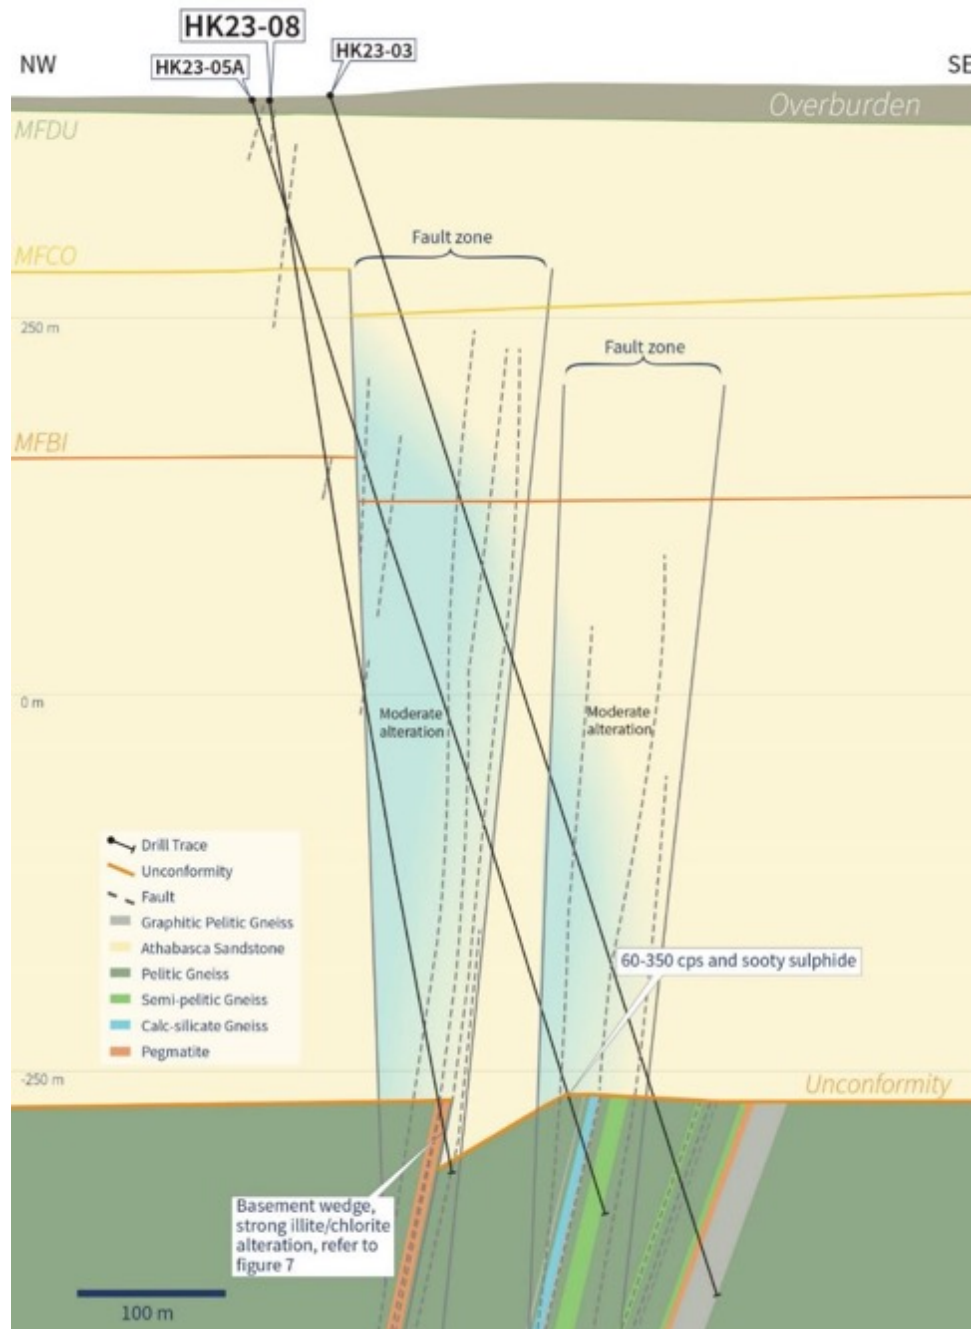 HK23-08
NW
HK23-05A
HK23-03
SE
Overburden
MFDU
Fault zone
MFCO
250 m
Fault zone
MFBI
0 m
Moderate
alteration
Moderate
alteration
Drill Trace
Unconformity
Fault
Graphitic Pelitic Gneiss
Athabasca Sandstone
Pelitic Gneiss
Semi-pelitic Gneiss
Calc-silicate Gneiss
Pegmatite
60-350 cps and sooty sulphide
-250 m
Unconformity
Basement wedge,
strong illite/chlorite
alteration, refer to
figure 7
100 m